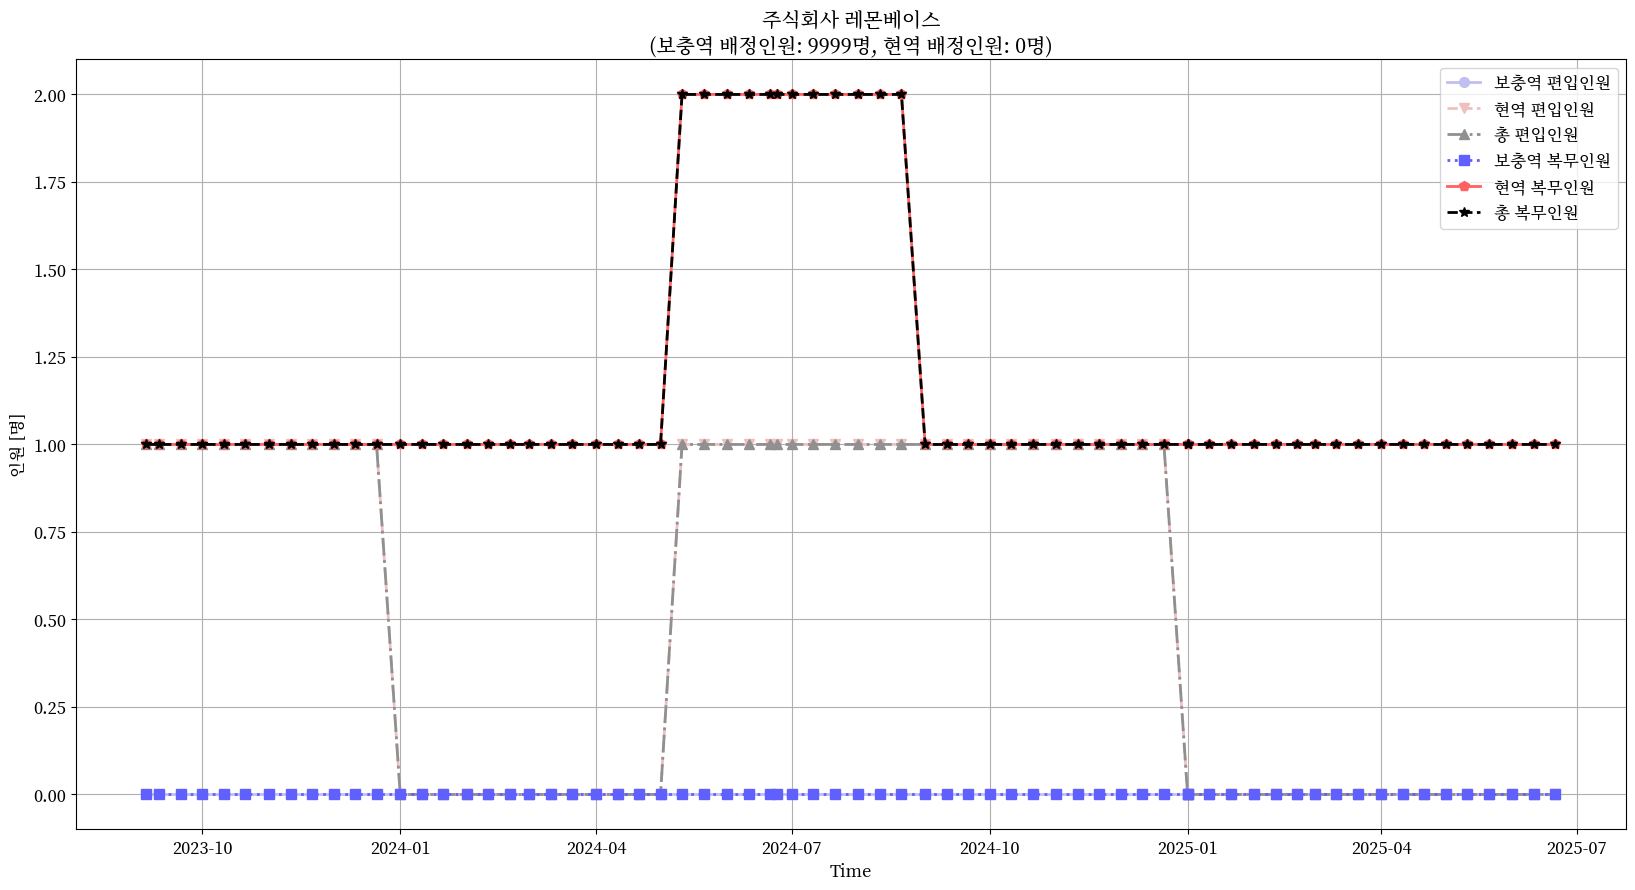 주식회사 레몬베이스
(보충역 배정인원: 9999명, 현역 배정인원: 0명)
보충역 편입인원
현역 편입인원
총 편입인원
보충역 복무인원
현역 복무인원
총 복무인원
인원 [명]
2.00
1.75
1.50
1.25
1.00
0.75
0.50
0.25
0.00
2023-10
2024-01
2024-04
2024-07
2024-10
2025-01
2025-04
2025-07
Time